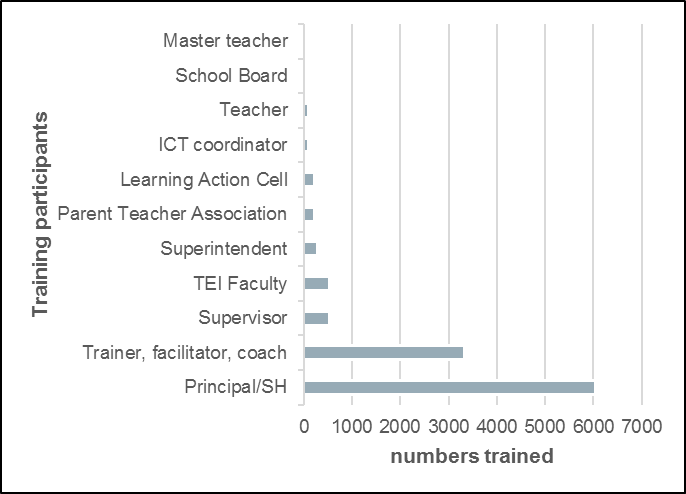 Training participants
Master teacher
School Board
Teacher
ICT coordinator
Learning Action Cell
Parent Teacher Association
Superintendent
TEI Faculty
Supervisor
Trainer, facilitator, coach
Principal/SH
0 1000 2000 3000 4000 5000 6000 7000
numbers trained